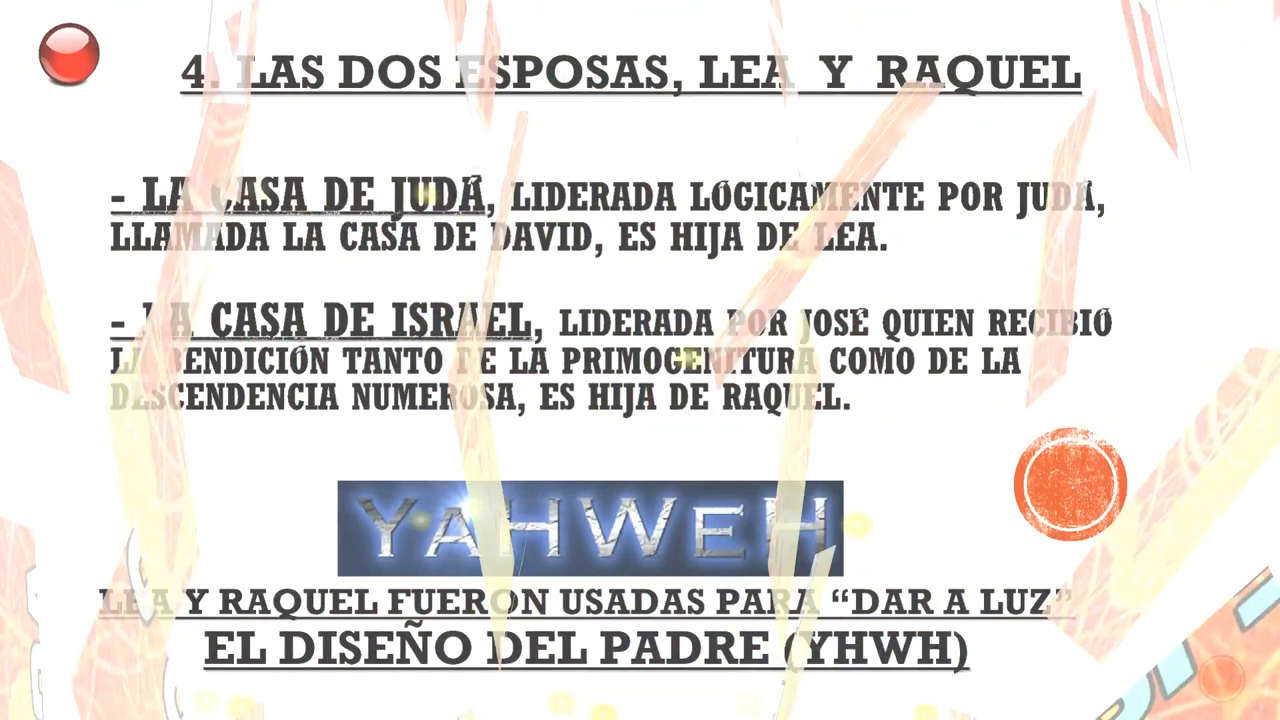 4. LAS DOS ESPOSAS, LEA Y RAQUEL
- LA CASA DE JUDÁ, LIDERADA LÓGICAMENTE POR JUDÁ,
LLAMADA LA CASA DE DAVID, ES HIJA DE LEA.
- LA CASA DE ISRAEL, LIDERADA POR JOSÉ QUIEN RECIBIÓ
LA BENDICIÓN TANTO DE LA PRIMOGENITURA COMO DE LA
DESCENDENCIA NUMEROSA, ES HIJA DE RAQUEL.
YAHWEH
LEA Y RAQUEL FUERON USADAS PARA “DAR A LUZ”
EL DISEÑO DEL PADRE (YHWH)